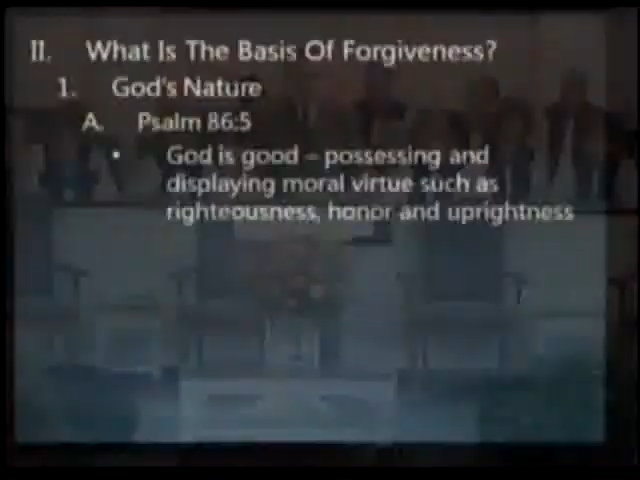 II. What Is The Basis Of Forgiveness?
1. God's Nature
A. Psalm 86:5
• God is good – possessing and
displaying moral virtue such as
righteousness, honor and uprightness